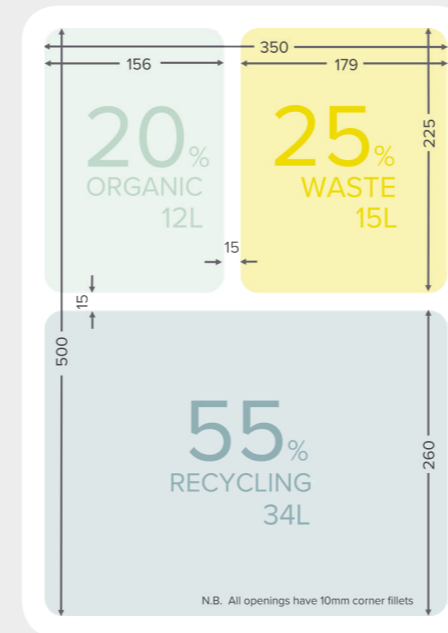 350
156
179
20%
ORGANIC
12L
25%
WASTE
15L
225
15
15
500
55%
RECYCLING
34L
260
N.B. All openings have 10mm corner fillets